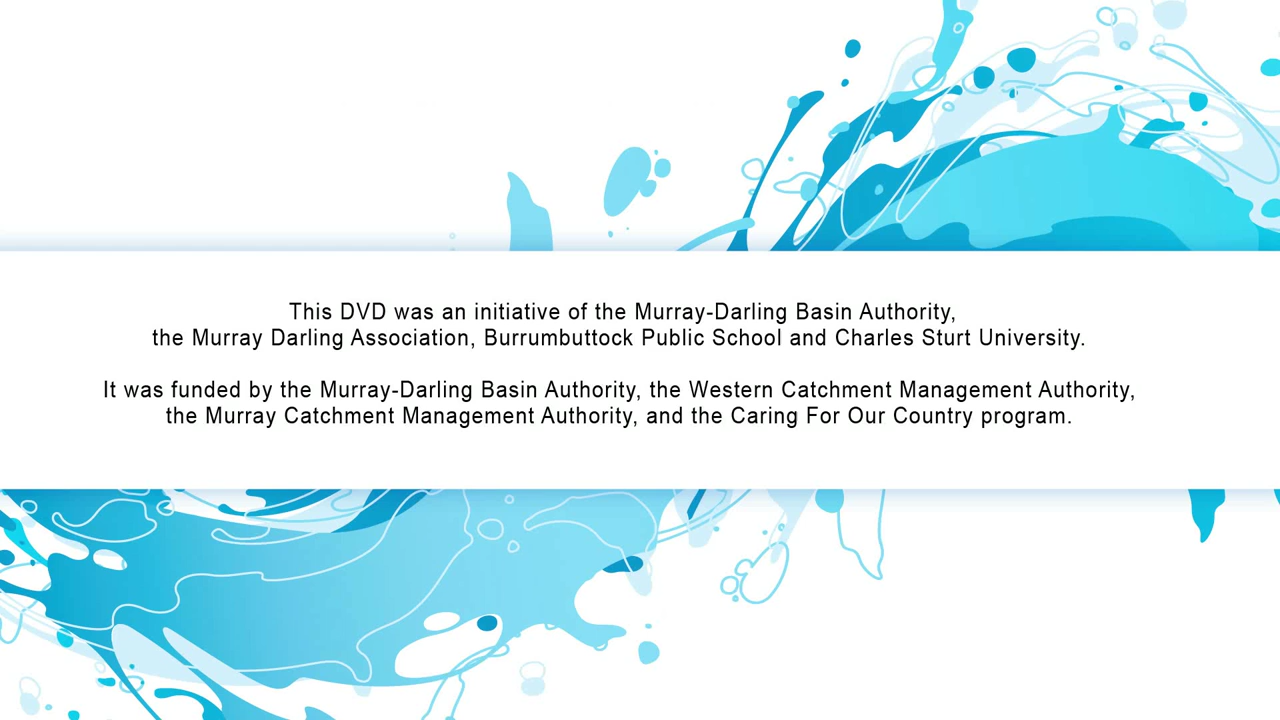 This DVD was an initiative of the Murray-Darling Basin Authority,
the Murray Darling Association, Burrumbuttock Public School and Charles Sturt University.
It was funded by the Murray-Darling Basin Authority, the Western Catchment Management Authority,
the Murray Catchment Management Authority, and the Caring For Our Country program.